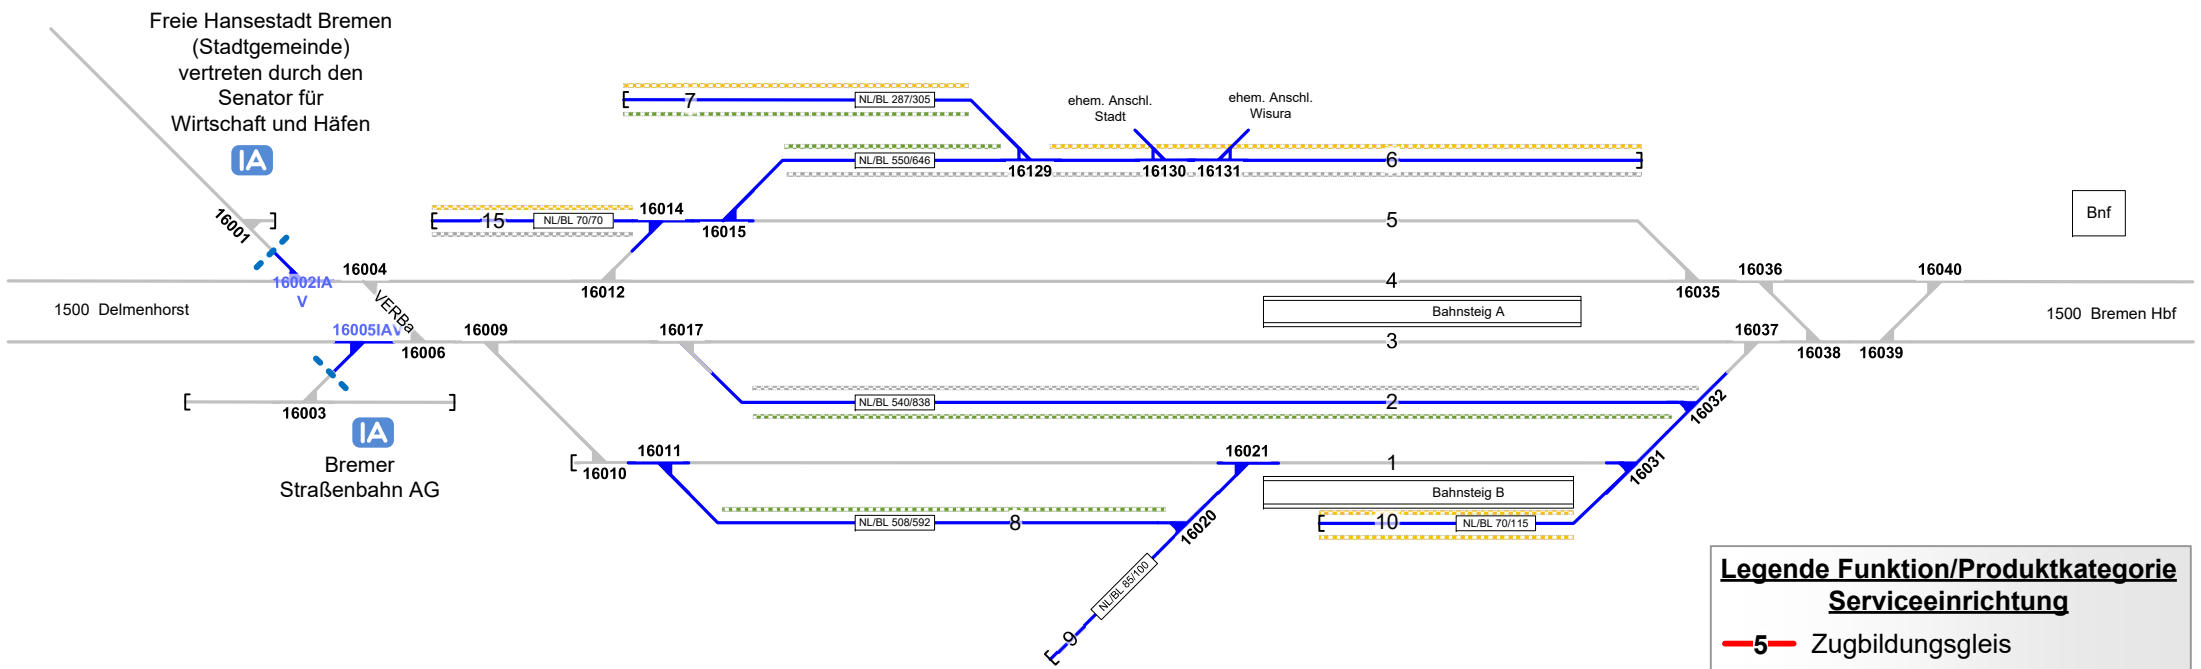 Freie Hansestadt Bremen
(Stadtgemeinde)
vertreten durch den
Senator für
Wirtschaft und Häfen
IA
7
NL/BL 287/305
ehem. Anschl.
Stadt
ehem. Anschl.
Wisura
NL/BL 550/646
16129
16130
16131
6
15
NL/BL 70/70
16014
16015
5
Bnf
16001
16002IA
V
16004
16012
4
16035
16036
16040
1500 Delmenhorst
VERBa
Bahnsteig A
1500 Bremen Hbf
16005IAV
16006
16009
16017
3
16037
16038
16039
16003
NL/BL 540/838
2
16032
IA
Bremer
Straßenbahn AG
16010
16011
16021
1
16031
Bahnsteig B
NL/BL 508/592
8
16020
10
NL/BL 70/115
NL/BL 85/100
9
Legende Funktion/Produktkategorie
Serviceeinrichtung
5 Zugbildungsgleis